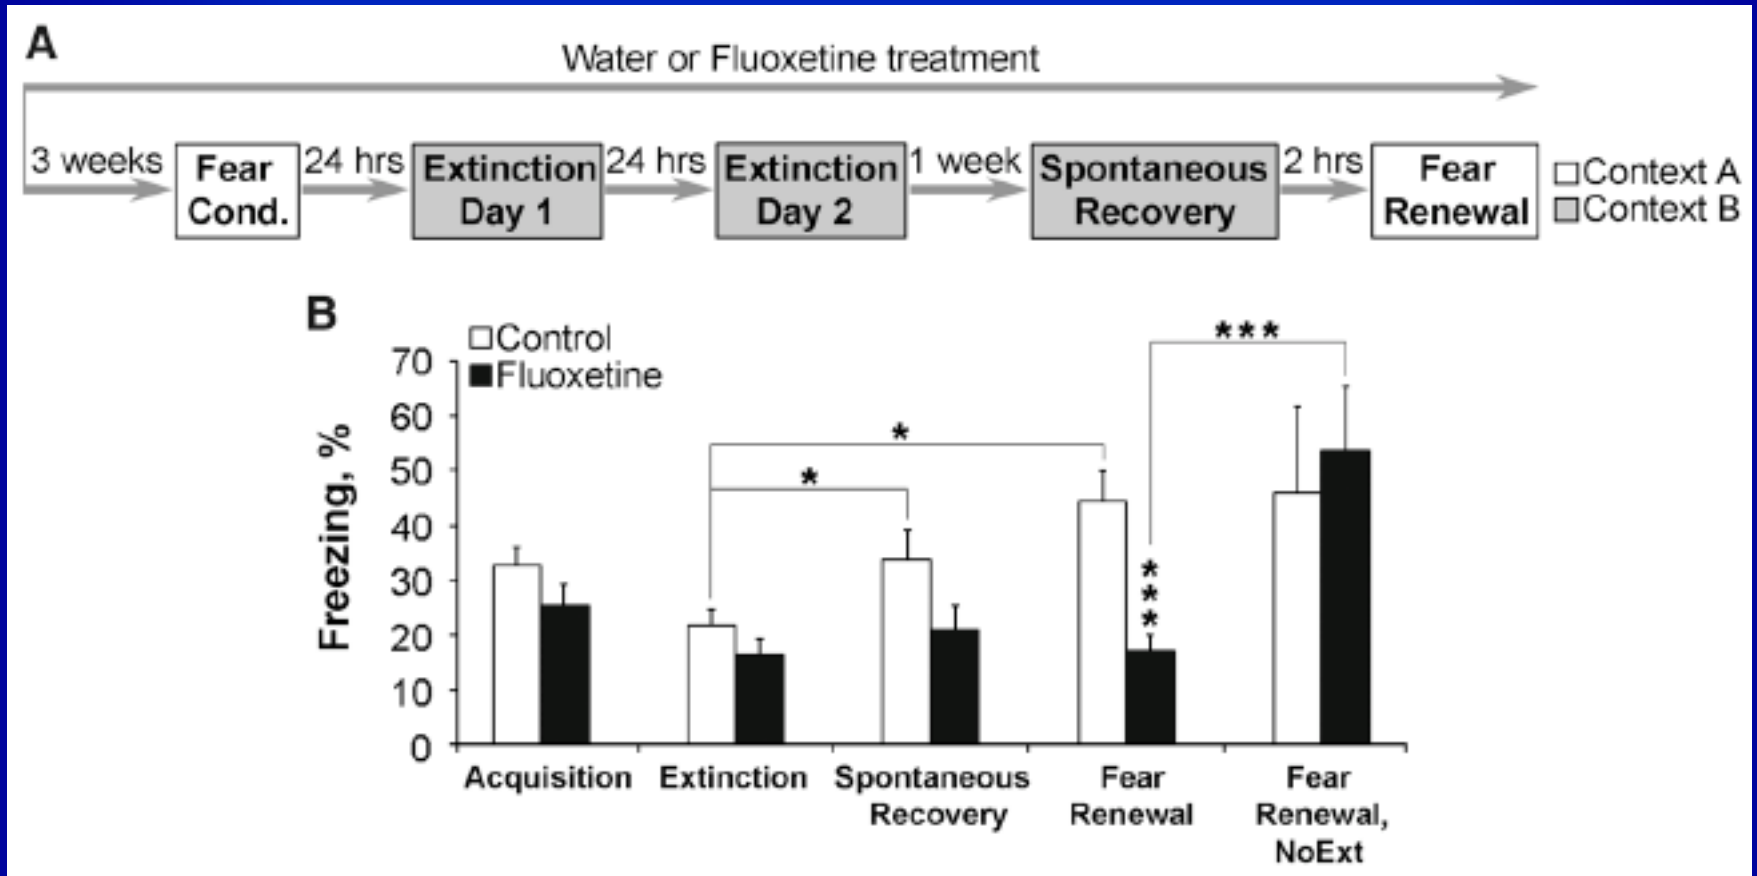 A
Water or Fluoxetine treatment
3 weeks
Fear
Cond.
24 hrs
Extinction
Day 1
24 hrs
Extinction
Day 2
1 week
Spontaneous
Recovery
2 hrs
Fear
Renewal
Context A
Context B
B
Control
Fluoxetine
Freezing, %
70
60
50
40
30
20
10
0
*
*
***
***
Acquisition
Extinction
Spontaneous
Recovery
Fear
Renewal
Fear
Renewal,
NoExt